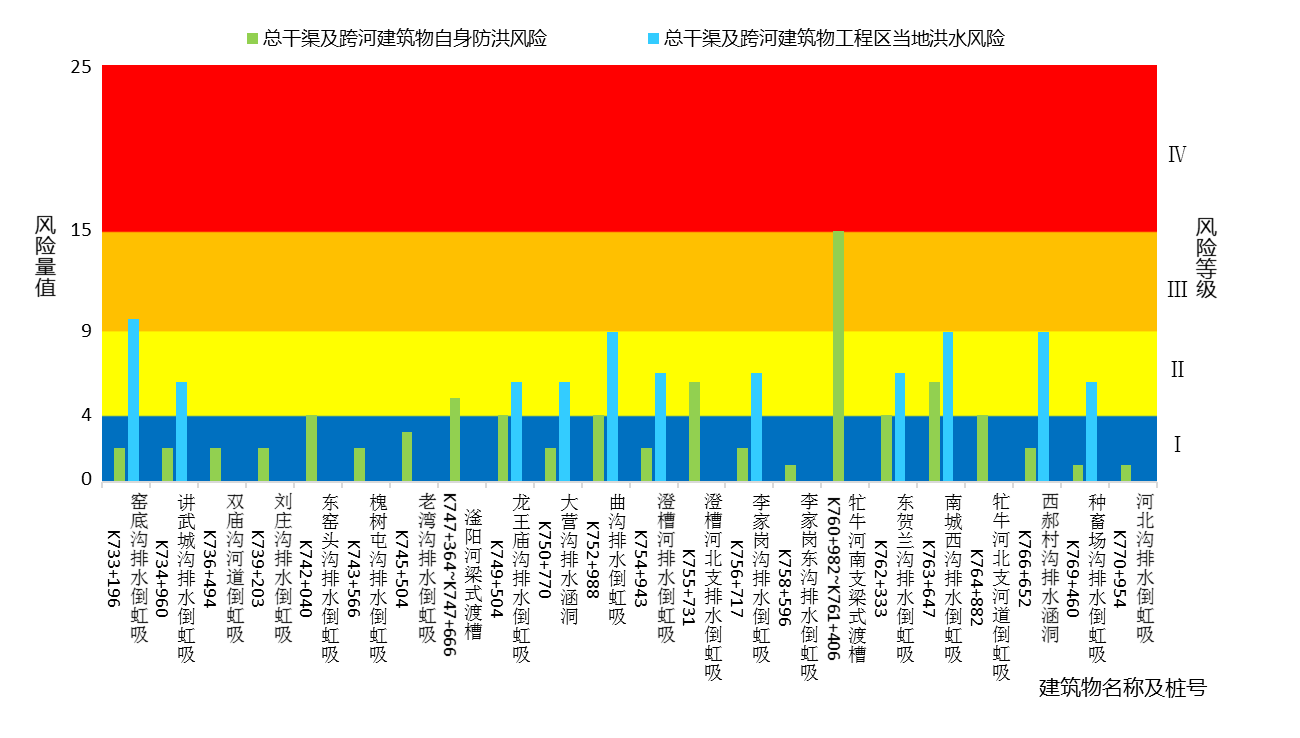 总干渠及跨河建筑物自身防洪风险
总干渠及跨河建筑物工程区当地洪水风险
25
15
9
4
0
风险量值
Ⅳ
Ⅲ
Ⅱ
Ⅰ
风险等级
窑底沟排水倒虹吸
K733+196
讲武城沟排水倒虹吸
K734+960
双庙沟河道倒虹吸
K736+494
刘庄沟排水倒虹吸
K739+203
东窑头沟排水倒虹吸
K742+040
槐树屯沟排水倒虹吸
K743+566
老湾沟排水倒虹吸
K745+504
滏阳河梁式渡槽
K747+364~K747+666
龙王庙沟排水倒虹吸
K749+504
大营沟排水涵洞
K750+770
曲沟排水倒虹吸
K752+988
澄槽河排水倒虹吸
K754+943
澄槽河北支排水倒虹吸
K755+731
李家岗沟排水倒虹吸
K756+717
李家岗东沟排水倒虹吸
K758+596
牤牛河南支梁式渡槽
K760+982~K761+406
东贺兰沟排水倒虹吸
K762+333
南城西沟排水倒虹吸
K763+647
牤牛河北支河道倒虹吸
K764+882
西郝村沟排水涵洞
K766+652
种畜场沟排水倒虹吸
K769+460
河北沟排水倒虹吸
K770+954
建筑物名称及桩号